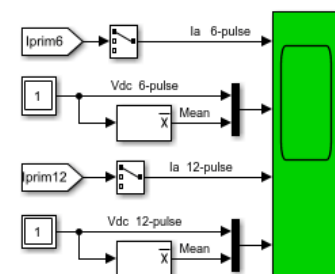 Iprim6
Ia 6-pulse
1
Vdc 6-pulse
x
Mean
Iprim12
Ia 12-pulse
1
Vdc 12-pulse
x
Mean